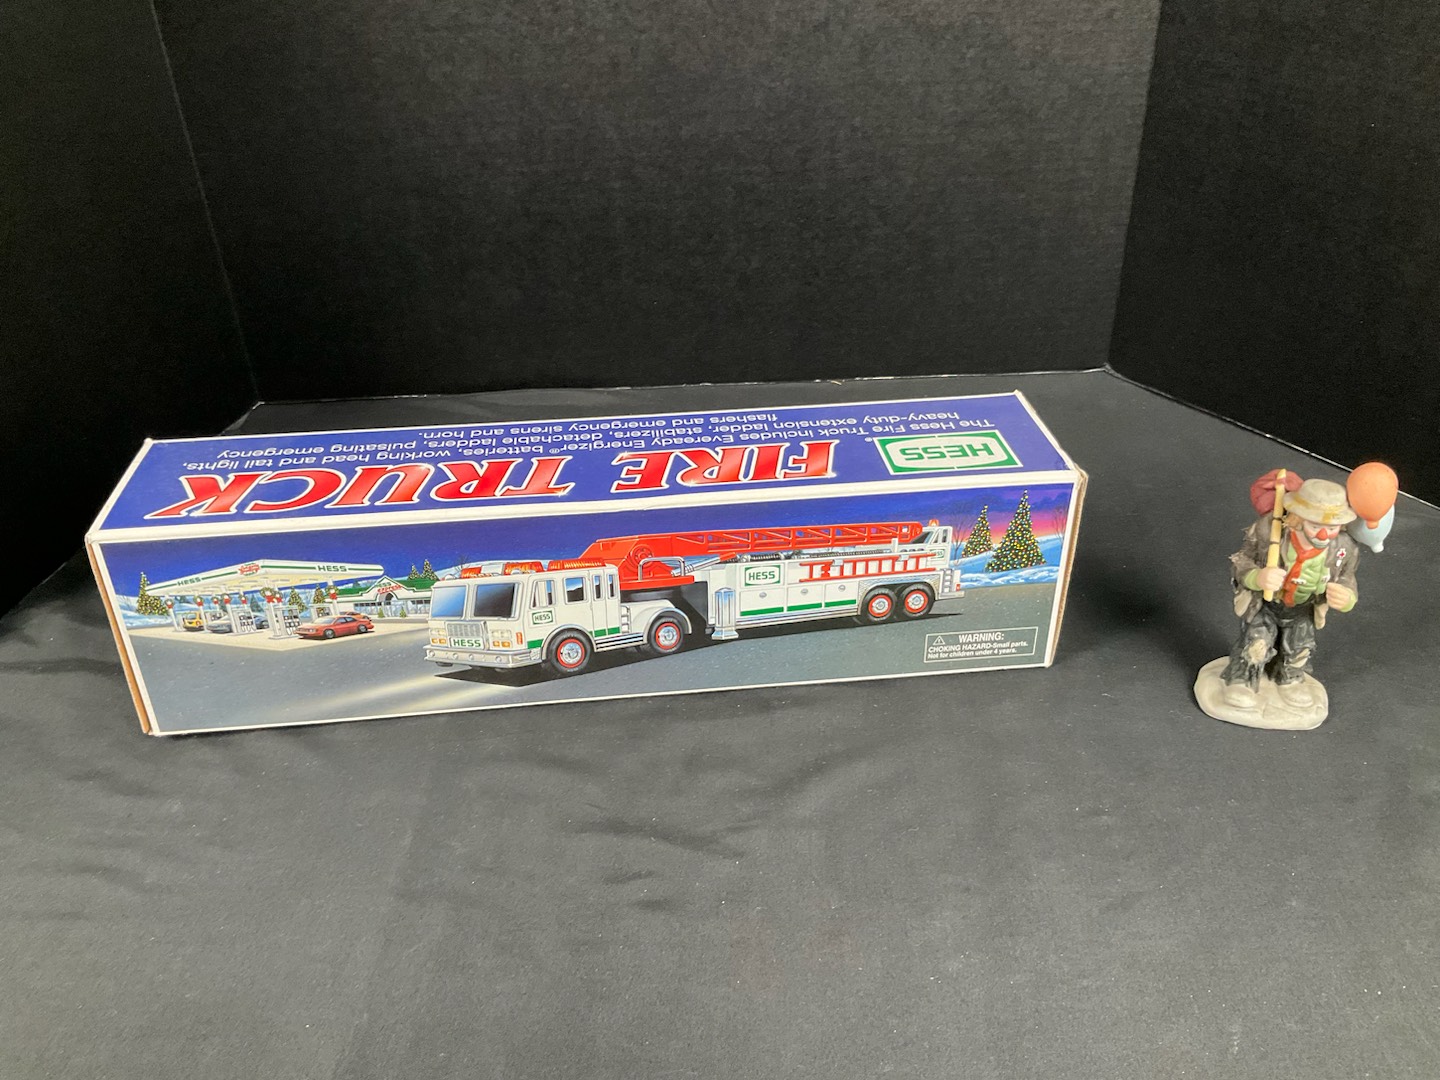 HESS
FIRE TRUCK
The Hess Fire Truck includes Eveready Energizer® batteries, working head and tail lights,
heavy-duty extension ladder, stabilizers, detachable ladders, pulsating emergency
flashers and emergency sirens and horn.
HESS
HESS
HESS
HESS
HESS
WARNING:
CHOKING HAZARD-Small parts.
Not for children under 4 years.